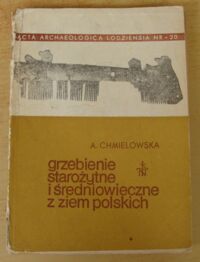 ACTA ARCHAEOLOGICA LODZIENSIA NR-20
A. CHMIELOWSKA
grzebienie
starożytne
i średniowieczne
z ziem polskich